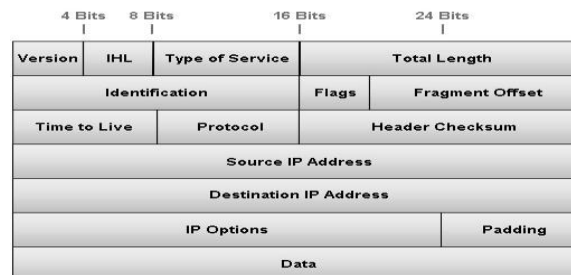 4 Bits 8 Bits 16 Bits 24 Bits
Version IHL Type of Service Total Length
Identification Flags Fragment Offset
Time to Live Protocol Header Checksum
Source IP Address
Destination IP Address
IP Options Padding
Data